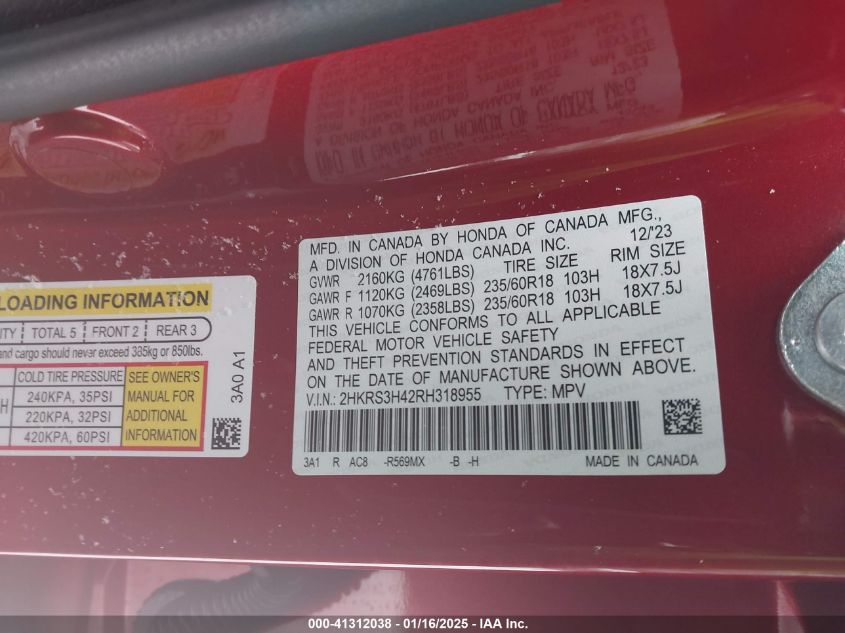 MFD. IN CANADA BY HONDA OF CANADA MFG.,
A DIVISION OF HONDA CANADA INC. 12/'23
GVWR 2160KG (4761LBS) TIRE SIZE RIM SIZE
GAWR F 1120KG (2469LBS) 235/60R18 103H 18X7.5J
GAWR R 1070KG (2358LBS) 235/60R18 103H 18X7.5J
THIS VEHICLE CONFORMS TO ALL APPLICABLE
FEDERAL MOTOR VEHICLE SAFETY
AND THEFT PREVENTION STANDARDS IN EFFECT
ON THE DATE OF MANUFACTURE SHOWN ABOVE.
V.I.N.: 2HKRS3H42RH318955 TYPE: MPV
3A1 R AC8 -R569MX -B -H MADE IN CANADA
LOADING INFORMATION
ITY TOTAL 5 FRONT 2 REAR 3
and cargo should never exceed 385kg or 850lbs.
COLD TIRE PRESSURE
240KPA, 35PSI
220KPA, 32PSI
420KPA, 60PSI
SEE OWNER'S
MANUAL FOR
ADDITIONAL
INFORMATION
3A0 A1
000-41312038 - 01/16/2025 - IAA Inc.